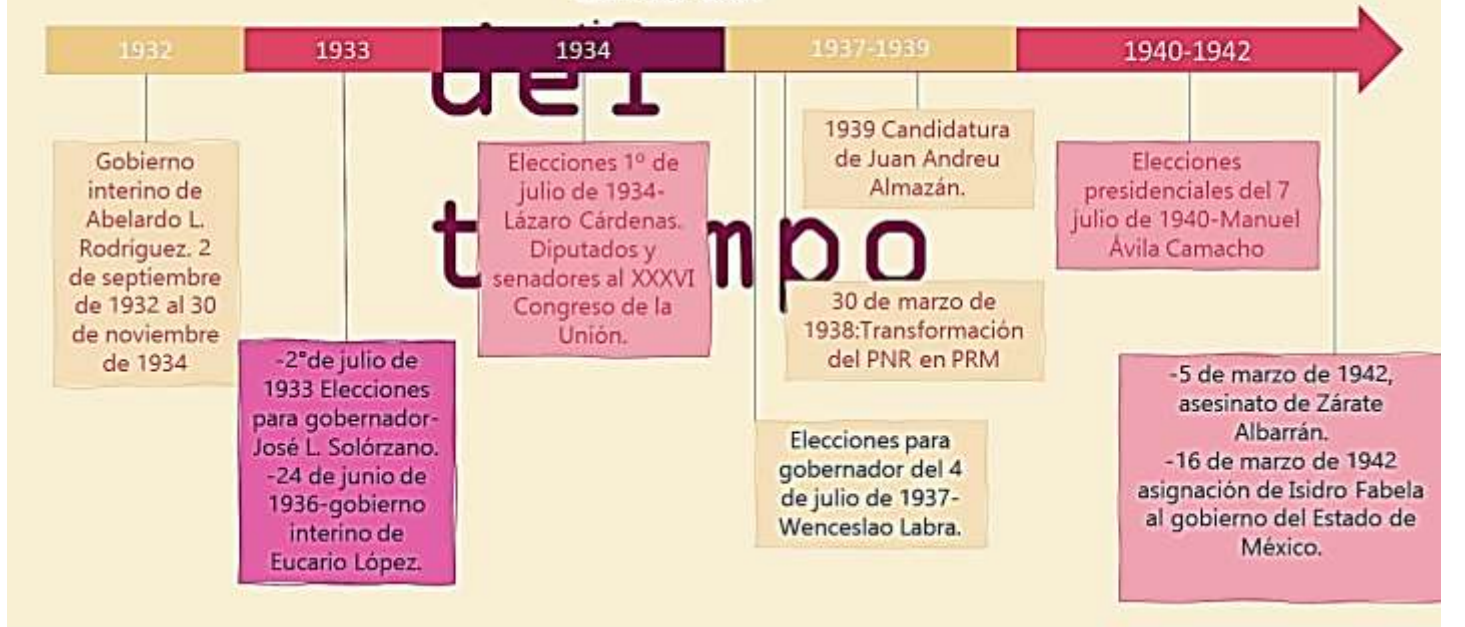 1932
1933
1934
1937-1939
1940-1942
del
Gobierno
interino de
Abelardo L.
Rodríguez. 2
de septiembre
de 1932 al 30
de noviembre
de 1934
-2°de julio de
1933 Elecciones
para gobernador-
José L. Solórzano.
-24 de junio de
1936-gobierno
interino de
Eucario López.
Elecciones 1º de
julio de 1934-
Lázaro Cárdenas.
Diputados y
senadores al XXXVI
Congreso de la
Unión.
1939 Candidatura
de Juan Andreu
Almazán.
30 de marzo de
1938:Transformación
del PNR en PRM
Elecciones para
gobernador del 4
de julio de 1937-
Wenceslao Labra.
Elecciones
presidenciales del 7
julio de 1940-Manuel
Ávila Camacho
-5 de marzo de 1942,
asesinato de Zárate
Albarrán.
-16 de marzo de 1942
asignación de Isidro Fabela
al gobierno del Estado de
México.